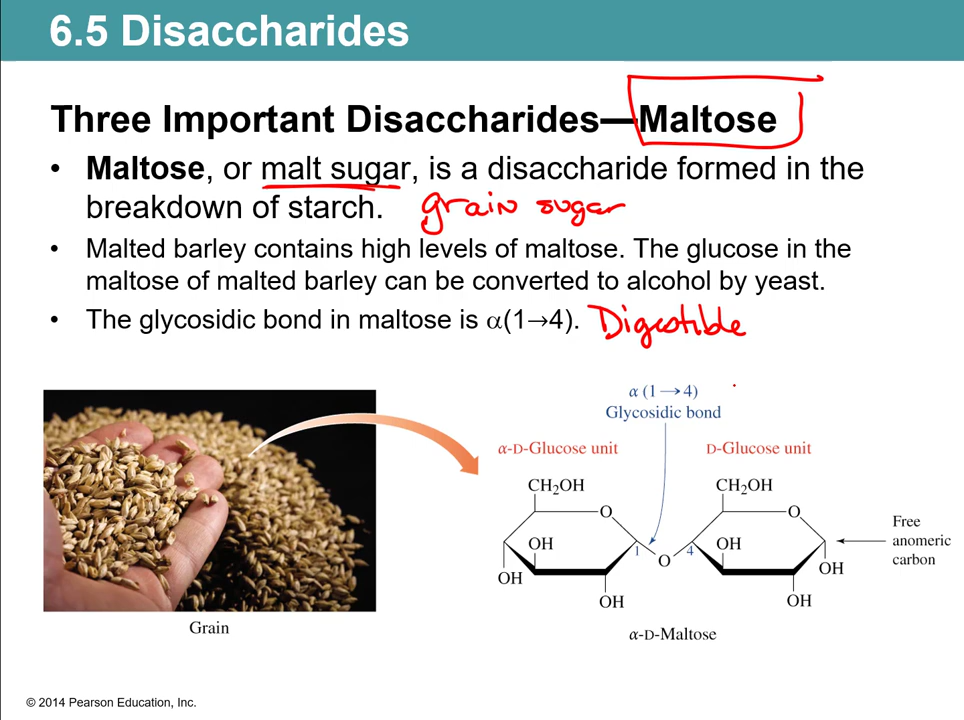 6.5 Disaccharides
Three Important Disaccharides—Maltose
• Maltose, or malt sugar, is a disaccharide formed in the
breakdown of starch. grain sugar
• Malted barley contains high levels of maltose. The glucose in the
maltose of malted barley can be converted to alcohol by yeast.
• The glycosidic bond in maltose is α(1→4). Digestible
α (1 → 4)
Glycosidic bond
α-D-Glucose unit
D-Glucose unit
CH₂OH
CH₂OH
O
O
Free
anomeric
carbon
OH
1
4
OH
O
OH
OH
OH
OH
Grain
α-D-Maltose
© 2014 Pearson Education, Inc.